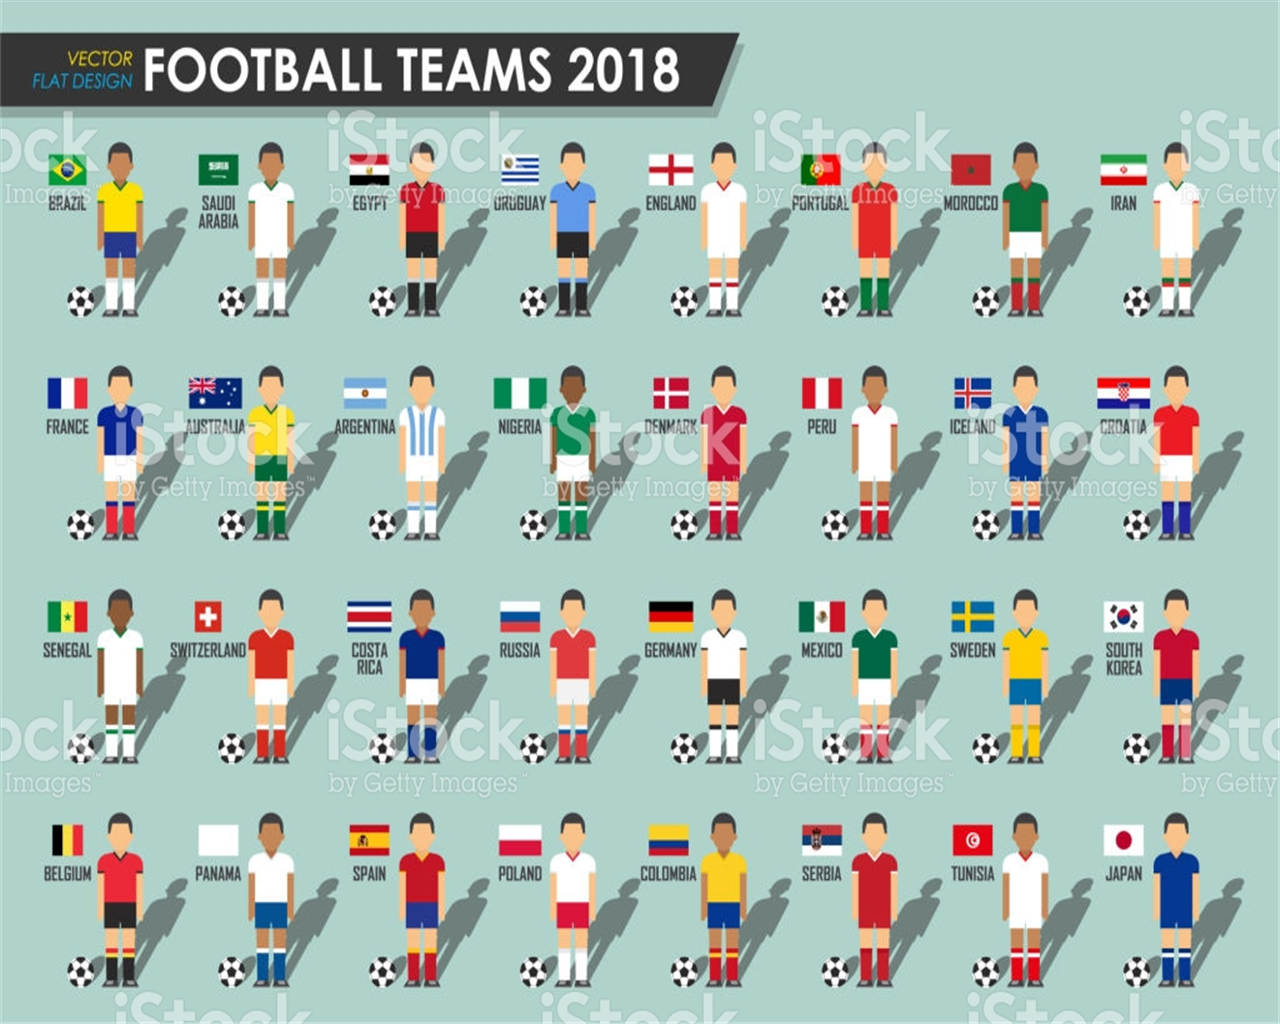 VECTOR
FLAT DESIGN
FOOTBALL TEAMS 2018
BRAZIL
SAUDI
ARABIA
EGYPT
URUGUAY
ENGLAND
PORTUGAL
MOROCCO
IRAN
FRANCE
AUSTRALIA
ARGENTINA
NIGERIA
DENMARK
PERU
ICELAND
CROATIA
SENEGAL
SWITZERLAND
COSTA
RICA
RUSSIA
GERMANY
MEXICO
SWEDEN
SOUTH
KOREA
BELGIUM
PANAMA
SPAIN
POLAND
COLOMBIA
SERBIA
TUNISIA
JAPAN
iStock
by Getty Images™